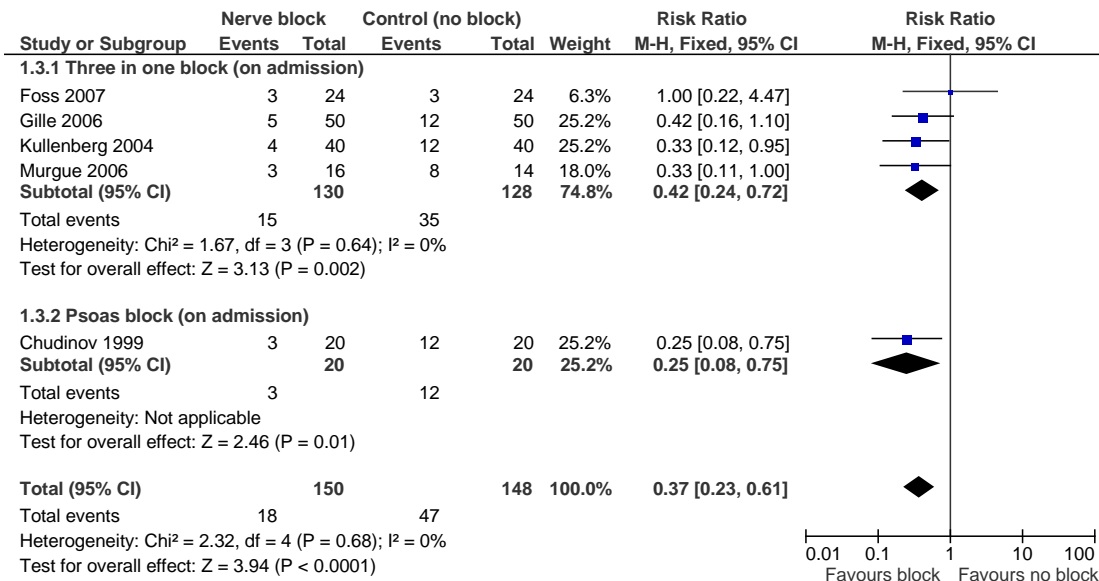 Nerve block Control (no block) Risk Ratio Risk Ratio
Study or Subgroup Events Total Events Total Weight M-H, Fixed, 95% CI M-H, Fixed, 95% CI
1.3.1 Three in one block (on admission)
Foss 2007 3 24 3 24 6.3% 1.00 [0.22, 4.47]
Gille 2006 5 50 12 50 25.2% 0.42 [0.16, 1.10]
Kullenberg 2004 4 40 12 40 25.2% 0.33 [0.12, 0.95]
Murgue 2006 3 16 8 14 18.0% 0.33 [0.11, 1.00]
Subtotal (95% CI) 130 128 74.8% 0.42 [0.24, 0.72]
Total events 15 35
Heterogeneity: Chi² = 1.67, df = 3 (P = 0.64); I² = 0%
Test for overall effect: Z = 3.13 (P = 0.002)
1.3.2 Psoas block (on admission)
Chudinov 1999 3 20 12 20 25.2% 0.25 [0.08, 0.75]
Subtotal (95% CI) 20 20 25.2% 0.25 [0.08, 0.75]
Total events 3 12
Heterogeneity: Not applicable
Test for overall effect: Z = 2.46 (P = 0.01)
Total (95% CI) 150 148 100.0% 0.37 [0.23, 0.61]
Total events 18 47
Heterogeneity: Chi² = 2.32, df = 4 (P = 0.68); I² = 0%
Test for overall effect: Z = 3.94 (P < 0.0001)
0.01 0.1 1 10 100
Favours block Favours no block